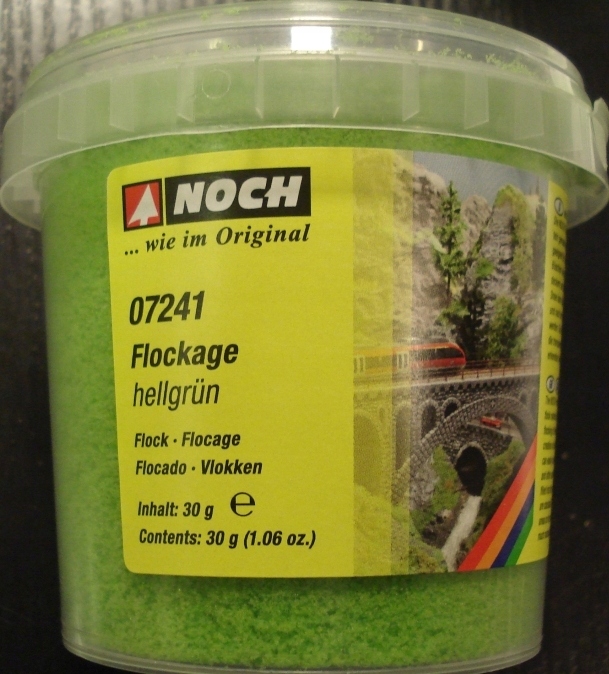 NOCH
... wie im Original
07241
Flockage
hellgrün
Flock · Flocage
Flocado · Vlokken
Inhalt: 30 g ℮
Contents: 30 g (1.06 oz.)